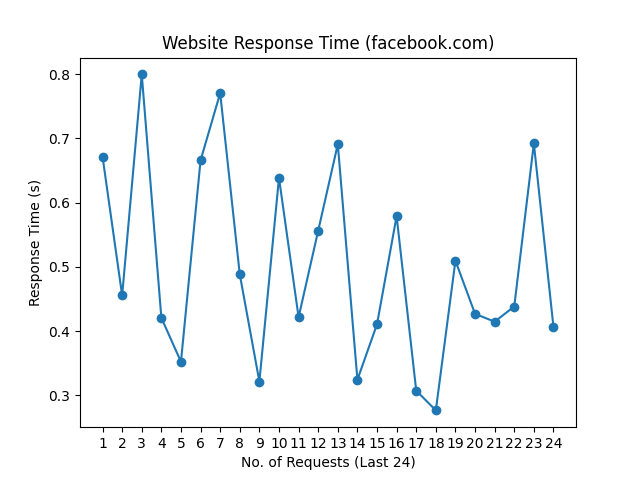 Website Response Time (facebook.com)
0.8
0.7
0.6
0.5
0.4
0.3
Response Time (s)
1 2 3 4 5 6 7 8 9 10 11 12 13 14 15 16 17 18 19 20 21 22 23 24
No. of Requests (Last 24)